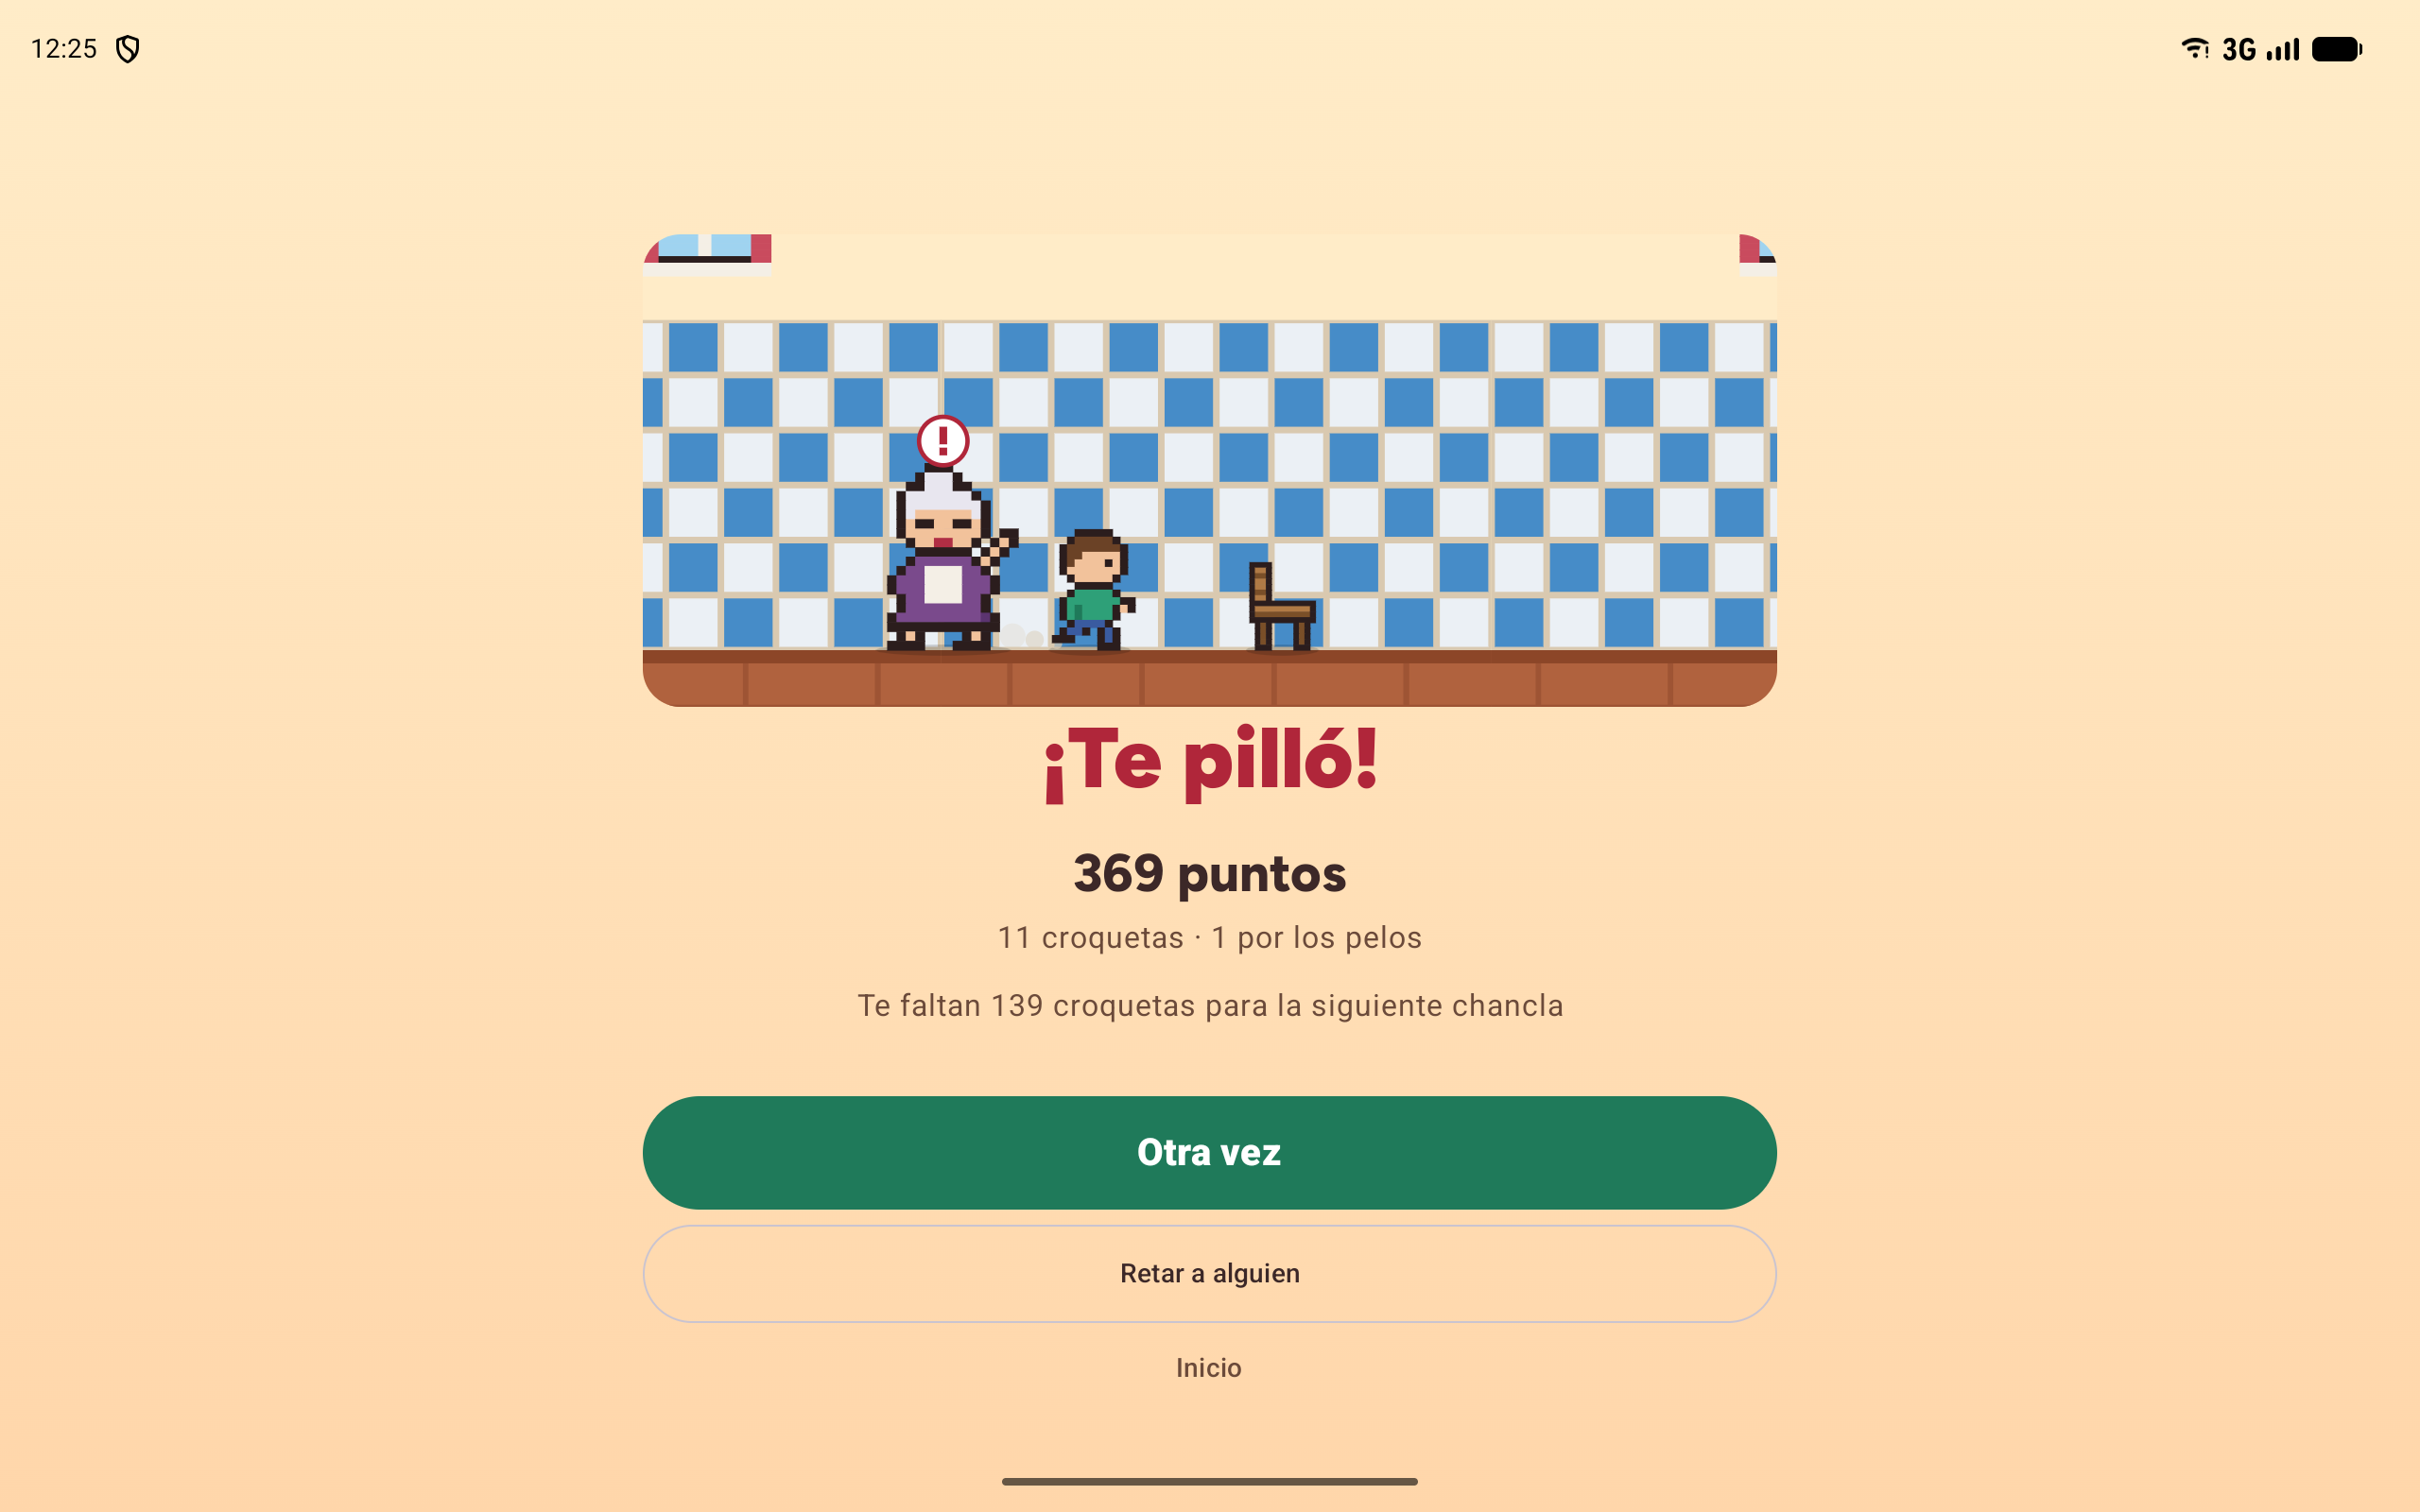 12:25
3G
!
¡Te pilló!
369 puntos
11 croquetas · 1 por los pelos
Te faltan 139 croquetas para la siguiente chancla
Otra vez
Retar a alguien
Inicio